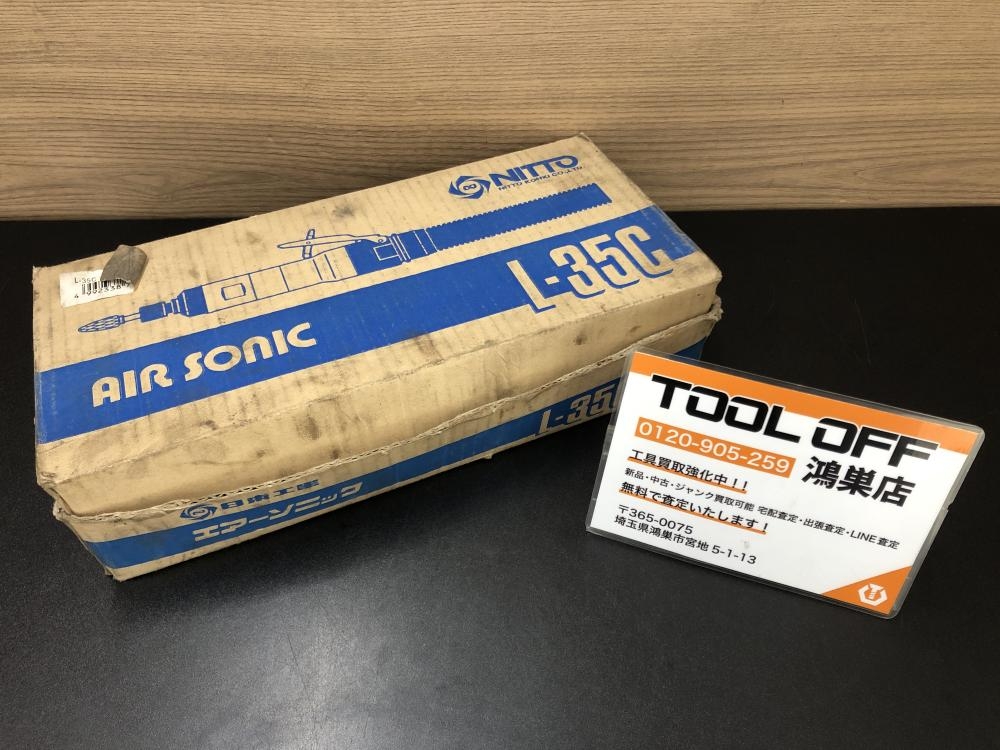 NITTO
NITTO KOHKI CO., LTD.
L-35C
L-35C
AIR SONIC
L-35C
日東工器
エアーソニック
TOOL OFF
0120-905-259
鴻巣店
工具買取強化中！！
新品・中古・ジャンク買取可能 宅配査定・出張査定・LINE査定
無料で査定いたします！
〒365-0075
埼玉県鴻巣市宮地 5-1-13